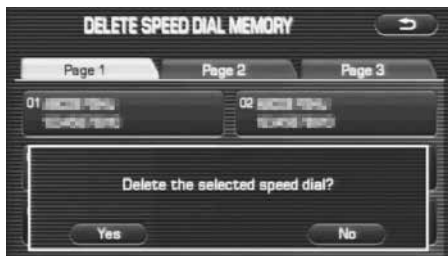 DELETE SPEED DIAL MEMORY
Page 1 Page 2 Page 3
01 02
Delete the selected speed dial?
Yes No